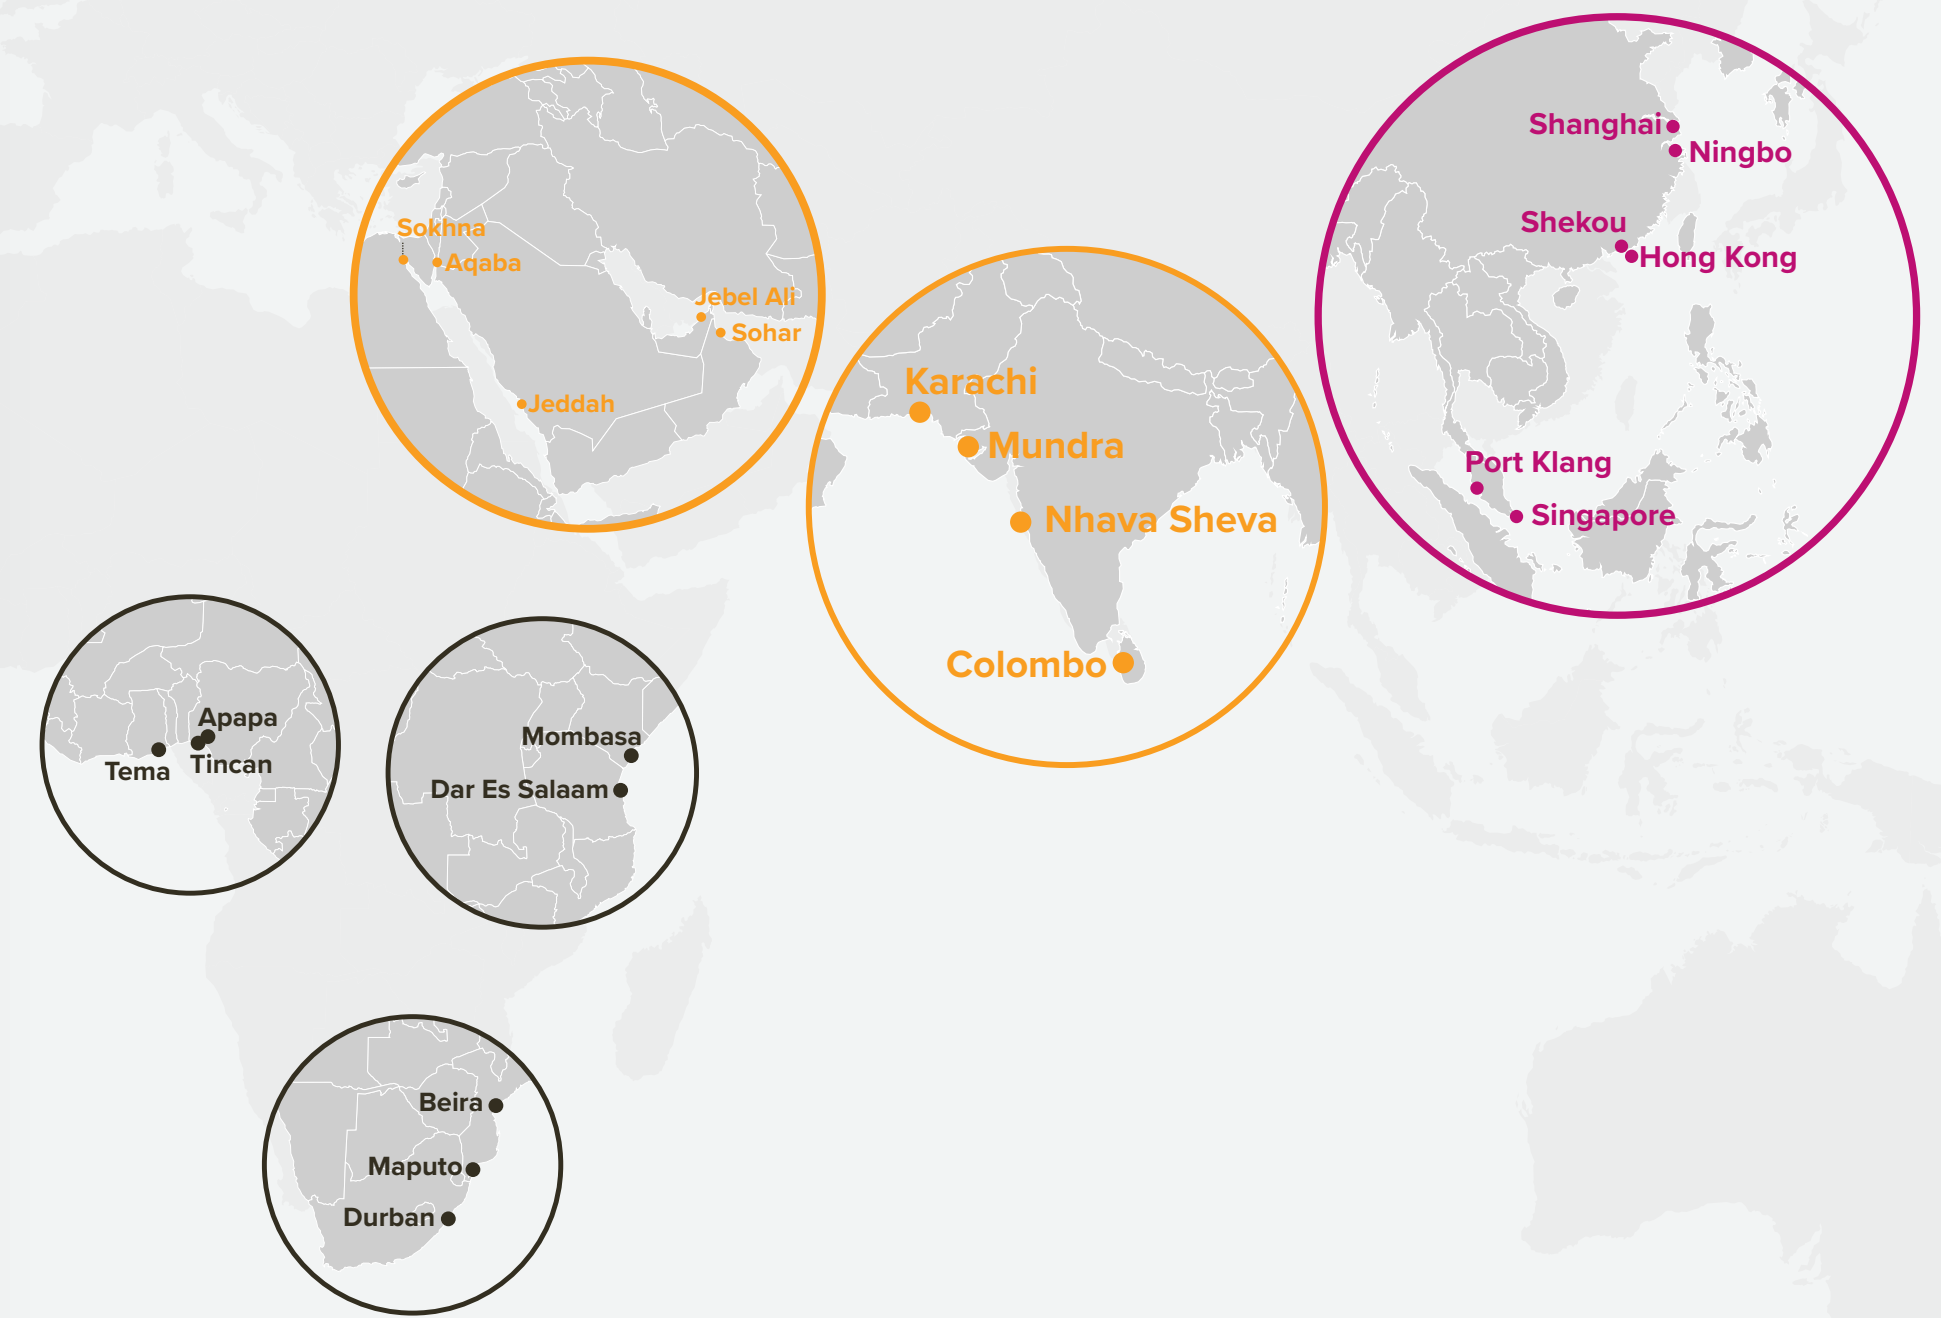 Sokhna
Aqaba
Jebel Ali
Sohar
Jeddah
Karachi
Mundra
Nhava Sheva
Colombo
Shanghai
Ningbo
Shekou
Hong Kong
Port Klang
Singapore
Apapa
Tincan
Tema
Mombasa
Dar Es Salaam
Beira
Maputo
Durban